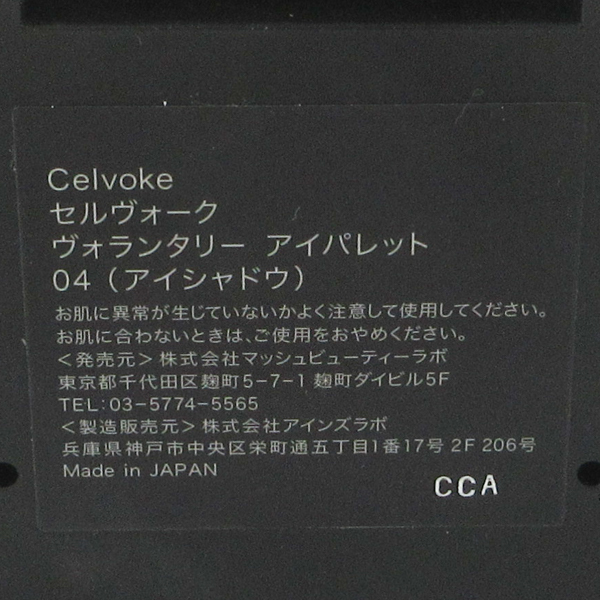 Celvoke
セルヴォーク
ヴォランタリー アイパレット
04（アイシャドウ）
お肌に異常が生じていないかよく注意して使用してください。
お肌に合わないときは、ご使用をおやめください。
＜発売元＞株式会社マッシュビューティーラボ
東京都千代田区麹町5-7-1 麹町ダイビル5F
TEL:03-5774-5565
＜製造販売元＞株式会社アインズラボ
兵庫県神戸市中央区栄町通五丁目1番17号 2F 206号
Made in JAPAN
CCA